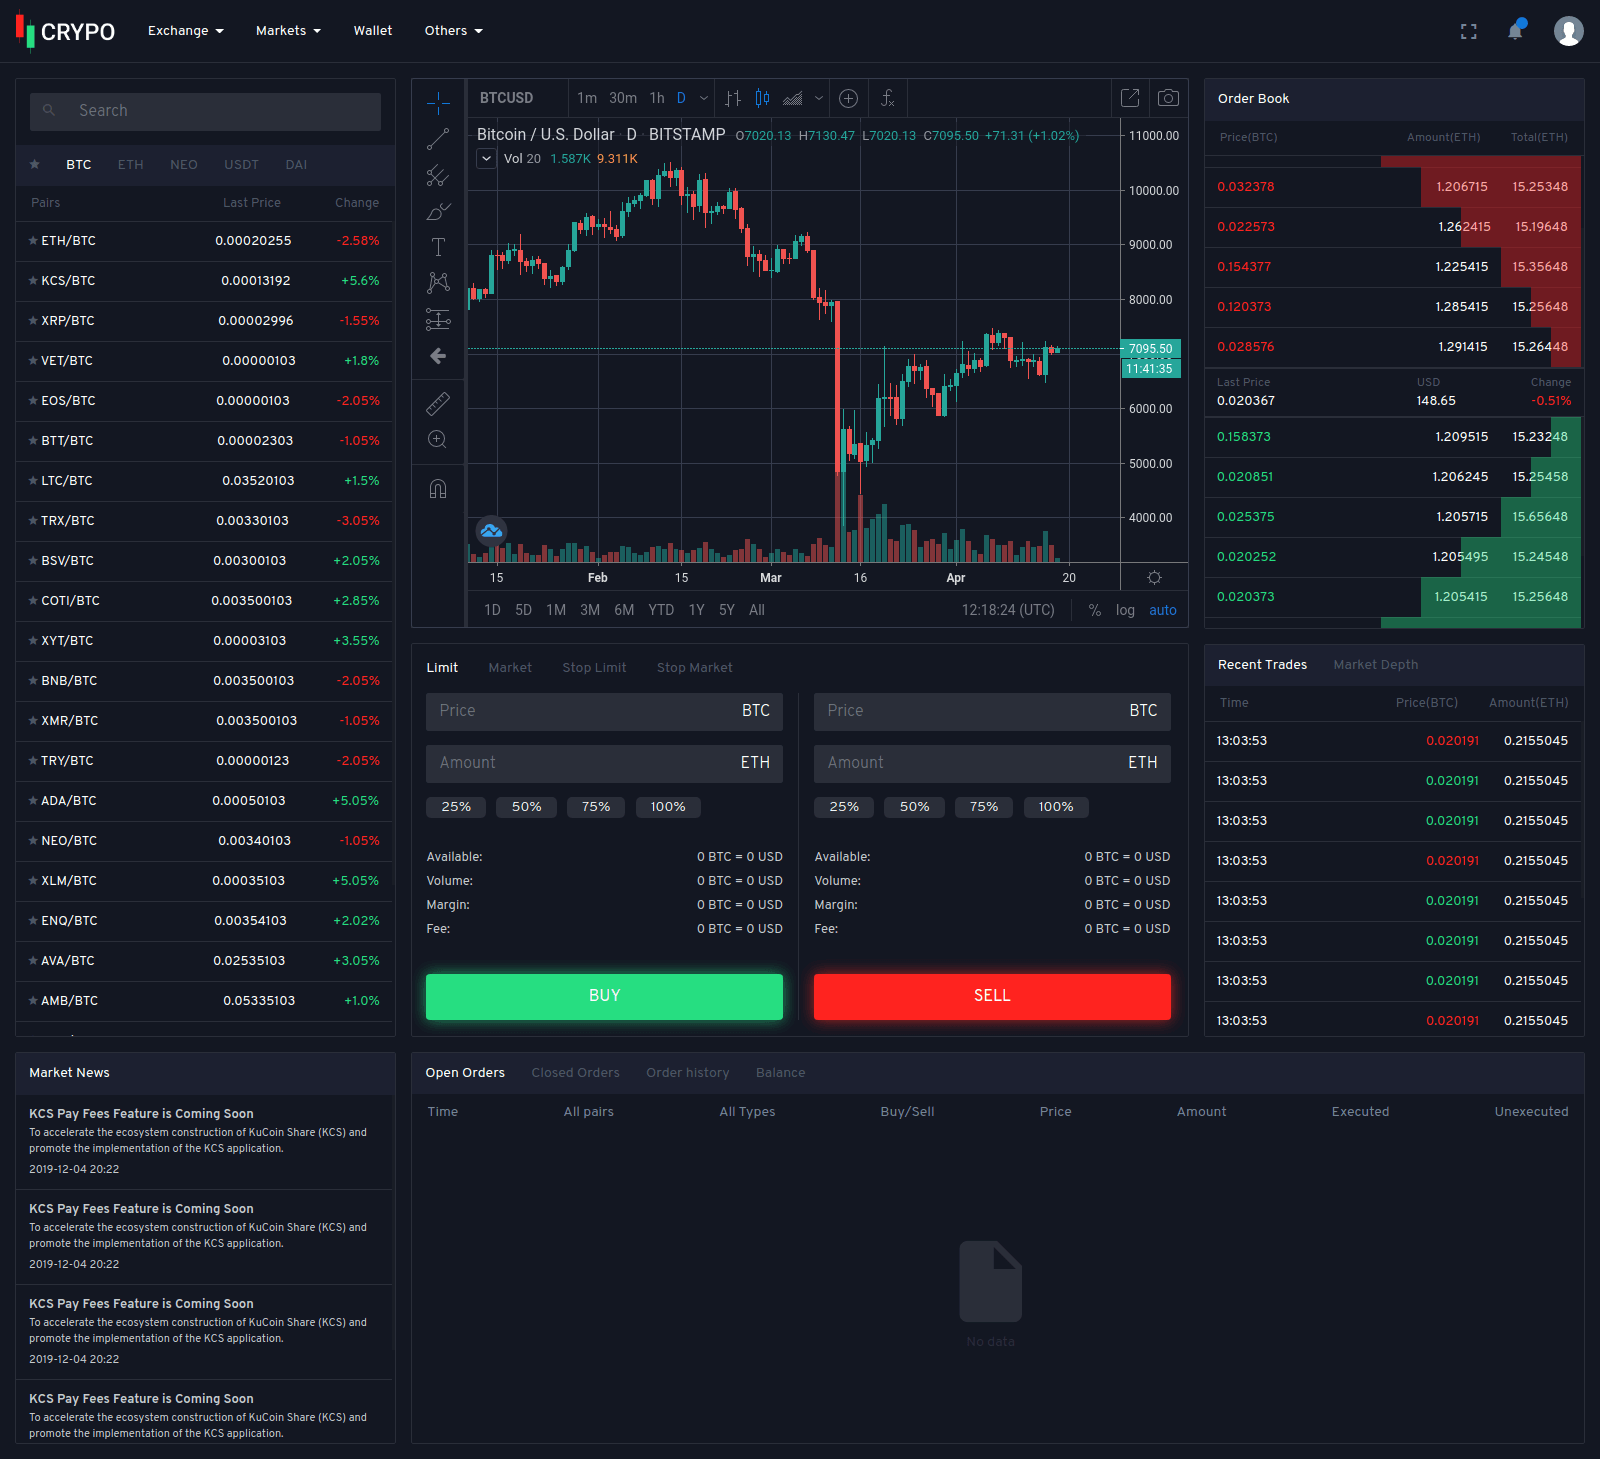 CRYPO Exchange Markets Wallet Others
Search
BTC ETH NEO USDT DAI
Pairs Last Price Change
ETH/BTC 0.00020255 -2.58%
KCS/BTC 0.00013192 +5.6%
XRP/BTC 0.00002996 -1.55%
VET/BTC 0.00000103 +1.8%
EOS/BTC 0.00000103 -2.05%
BTT/BTC 0.00002303 -1.05%
LTC/BTC 0.03520103 +1.5%
TRX/BTC 0.00330103 -3.05%
BSV/BTC 0.00300103 +2.05%
COTI/BTC 0.003500103 +2.85%
XYT/BTC 0.00003103 +3.55%
BNB/BTC 0.003500103 -2.05%
XMR/BTC 0.003500103 -1.05%
TRY/BTC 0.00000123 -2.05%
ADA/BTC 0.00050103 +5.05%
NEO/BTC 0.00340103 -1.05%
XLM/BTC 0.00035103 +5.05%
ENQ/BTC 0.00354103 +2.02%
AVA/BTC 0.02535103 +3.05%
AMB/BTC 0.05335103 +1.0%
BTCUSD 1m 30m 1h D
Bitcoin / U.S. Dollar D BITSTAMP O7020.13 H7130.47 L7020.13 C7095.50 +71.31 (+1.02%)
Vol 20 1.587K 9.311K
11000.00
10000.00
9000.00
8000.00
7095.50
11:41:35
6000.00
5000.00
4000.00
15 Feb 15 Mar 16 Apr 20
1D 5D 1M 3M 6M YTD 1Y 5Y All 12:18:24 (UTC) % log auto
Order Book
Price(BTC) Amount(ETH) Total(ETH)
0.032378 1.206715 15.25348
0.022573 1.262415 15.19648
0.154377 1.225415 15.35648
0.120373 1.285415 15.25648
0.028576 1.291415 15.26448
Last Price USD Change
0.020367 148.65 -0.51%
0.158373 1.209515 15.23248
0.020851 1.206245 15.25458
0.025375 1.205715 15.65648
0.020252 1.205495 15.24548
0.020373 1.205415 15.25648
Limit Market Stop Limit Stop Market
Price BTC Price BTC
Amount ETH Amount ETH
25% 50% 75% 100% 25% 50% 75% 100%
Available: 0 BTC = 0 USD Available: 0 BTC = 0 USD
Volume: 0 BTC = 0 USD Volume: 0 BTC = 0 USD
Margin: 0 BTC = 0 USD Margin: 0 BTC = 0 USD
Fee: 0 BTC = 0 USD Fee: 0 BTC = 0 USD
BUY SELL
Recent Trades Market Depth
Time Price(BTC) Amount(ETH)
13:03:53 0.020191 0.2155045
13:03:53 0.020191 0.2155045
13:03:53 0.020191 0.2155045
13:03:53 0.020191 0.2155045
13:03:53 0.020191 0.2155045
13:03:53 0.020191 0.2155045
13:03:53 0.020191 0.2155045
13:03:53 0.020191 0.2155045
Market News
KCS Pay Fees Feature is Coming Soon
To accelerate the ecosystem construction of KuCoin Share (KCS) and
promote the implementation of the KCS application.
2019-12-04 20:22
KCS Pay Fees Feature is Coming Soon
To accelerate the ecosystem construction of KuCoin Share (KCS) and
promote the implementation of the KCS application.
2019-12-04 20:22
KCS Pay Fees Feature is Coming Soon
To accelerate the ecosystem construction of KuCoin Share (KCS) and
promote the implementation of the KCS application.
2019-12-04 20:22
KCS Pay Fees Feature is Coming Soon
To accelerate the ecosystem construction of KuCoin Share (KCS) and
promote the implementation of the KCS application.
Open Orders Closed Orders Order history Balance
Time All pairs All Types Buy/Sell Price Amount Executed Unexecuted
No data